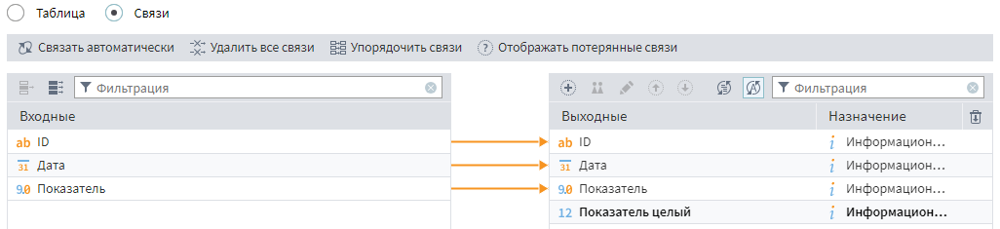 Таблица Связи
Связать автоматически Удалить все связи Упорядочить связи ? Отображать потерянные связи
Фильтрация Фильтрация
Входные Выходные Назначение
ab ID ab ID i Информацион...
31 Дата 31 Дата i Информацион...
9.0 Показатель 9.0 Показатель i Информацион...
12 Показатель целый i Информацион...